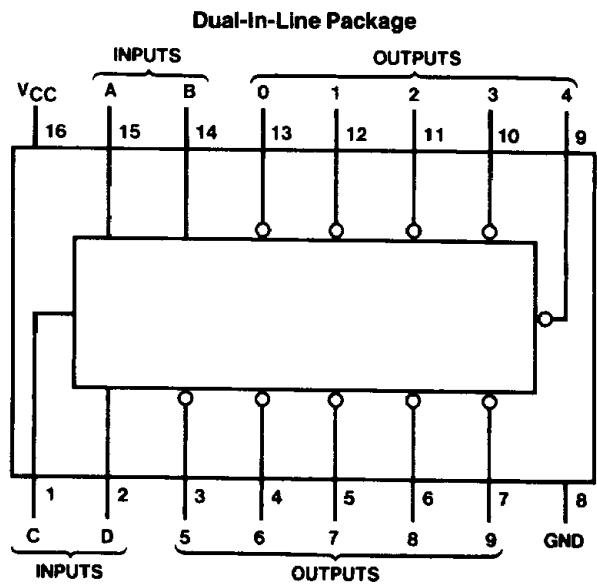 Dual-In-Line Package
INPUTS OUTPUTS
VCC A B 0 1 2 3 4
16 15 14 13 12 11 10 9
1 2 3 4 5 6 7 8
C D 5 6 7 8 9 GND
INPUTS OUTPUTS